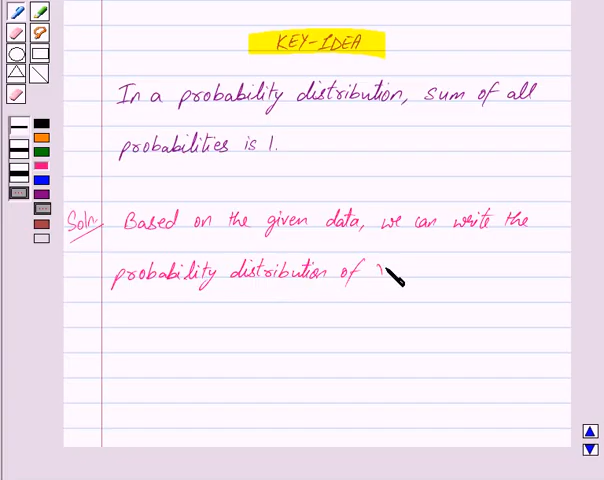 KEY-IDEA
In a probability distribution, sum of all
probabilities is 1.
Soln. Based on the given data, we can write the
probability distribution of